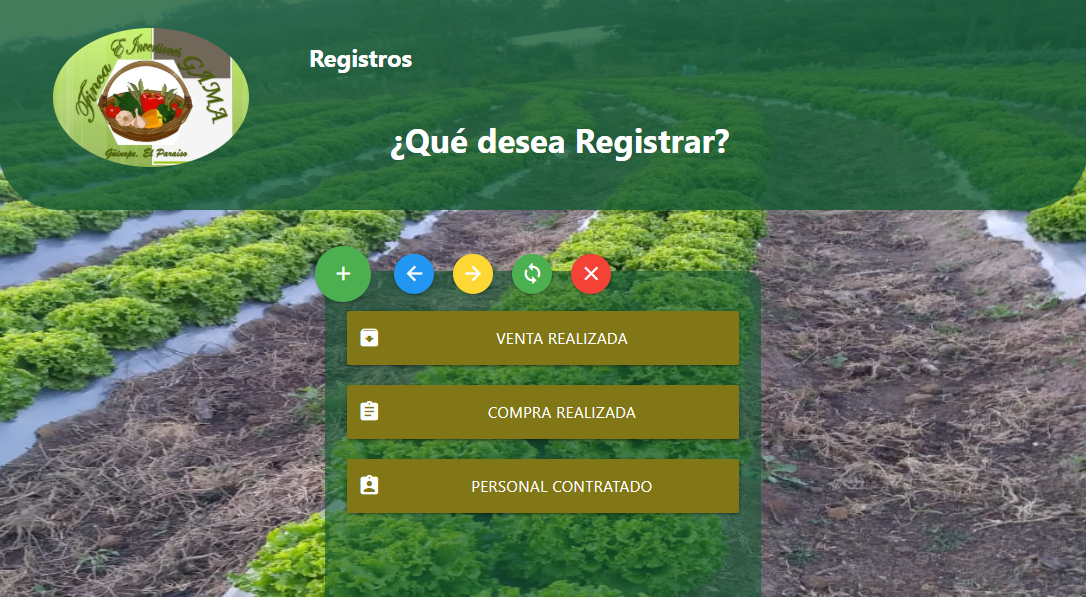 Finca E Inversiones GAMA
Güinope, El Paraíso
Registros
¿Qué desea Registrar?
VENTA REALIZADA
COMPRA REALIZADA
PERSONAL CONTRATADO